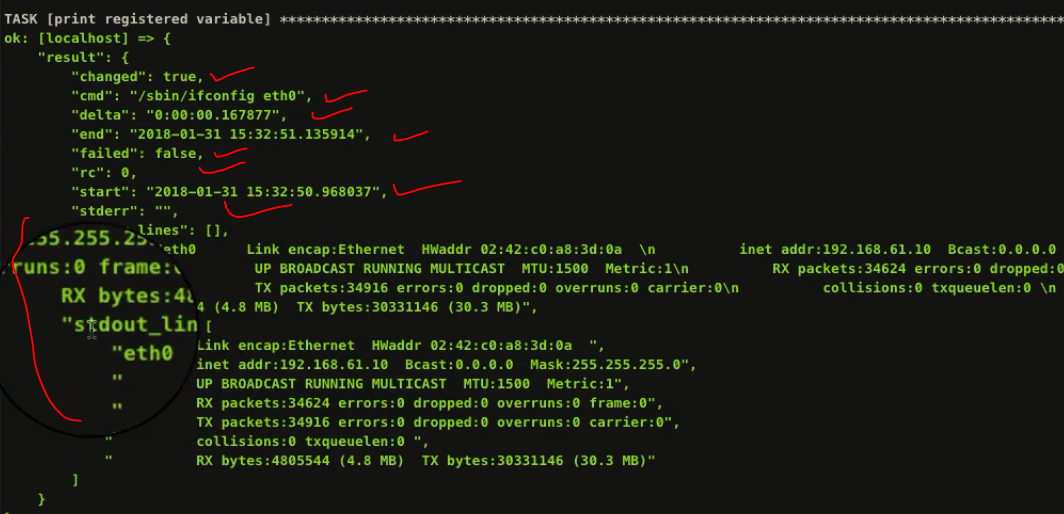 TASK [print registered variable] ****************************************************************************************
ok: [localhost] => {
"result": {
"changed": true,
"cmd": "/sbin/ifconfig eth0",
"delta": "0:00:00.167877",
"end": "2018-01-31 15:32:51.135914",
"failed": false,
"rc": 0,
"start": "2018-01-31 15:32:50.968037",
"stderr": "",
lines": [],
eth0 Link encap:Ethernet HWaddr 02:42:c0:a8:3d:0a \n inet addr:192.168.61.10 Bcast:0.0.0.0
UP BROADCAST RUNNING MULTICAST MTU:1500 Metric:1\n RX packets:34624 errors:0 dropped:0
TX packets:34916 errors:0 dropped:0 overruns:0 carrier:0\n collisions:0 txqueuelen:0 \n
RX bytes:48
4 (4.8 MB) TX bytes:30331146 (30.3 MB)",
"stdout_lin [
"eth0 Link encap:Ethernet HWaddr 02:42:c0:a8:3d:0a ",
" inet addr:192.168.61.10 Bcast:0.0.0.0 Mask:255.255.255.0",
" UP BROADCAST RUNNING MULTICAST MTU:1500 Metric:1",
" RX packets:34624 errors:0 dropped:0 overruns:0 frame:0",
TX packets:34916 errors:0 dropped:0 overruns:0 carrier:0",
" collisions:0 txqueuelen:0 ",
" RX bytes:4805544 (4.8 MB) TX bytes:30331146 (30.3 MB)"
]
}